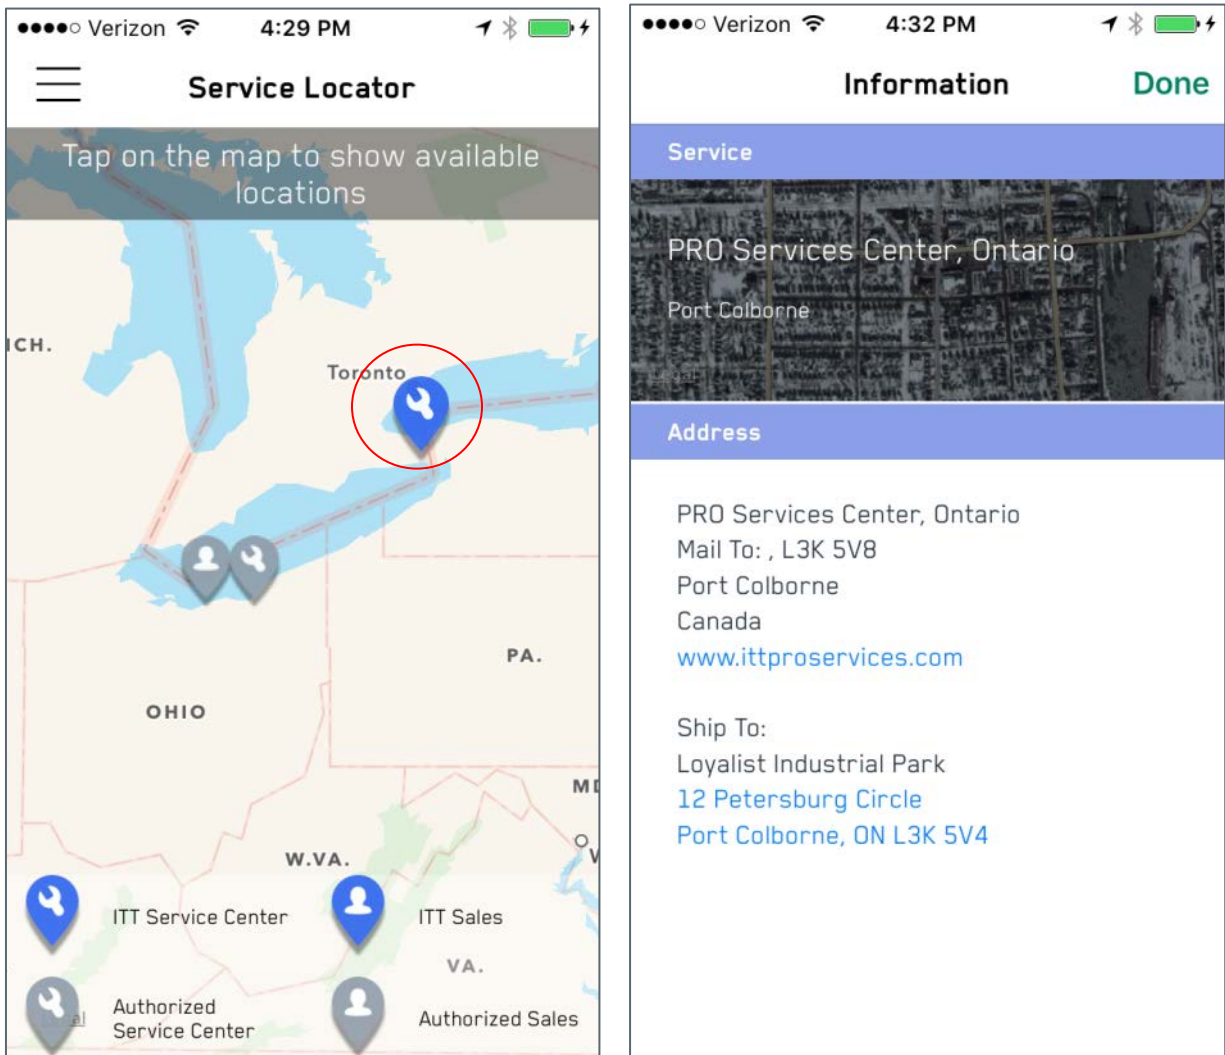 Verizon 4:29 PM
Service Locator
Tap on the map to show available
locations
ICH.
Toronto
PA.
OHIO
MD
W.VA.
ITT Service Center
ITT Sales
VA.
Authorized
Service Center
Authorized Sales
Verizon 4:32 PM
Information Done
Service
PRO Services Center, Ontario
Port Colborne
Legal
Address
PRO Services Center, Ontario
Mail To: , L3K 5V8
Port Colborne
Canada
www.ittproservices.com
Ship To:
Loyalist Industrial Park
12 Petersburg Circle
Port Colborne, ON L3K 5V4